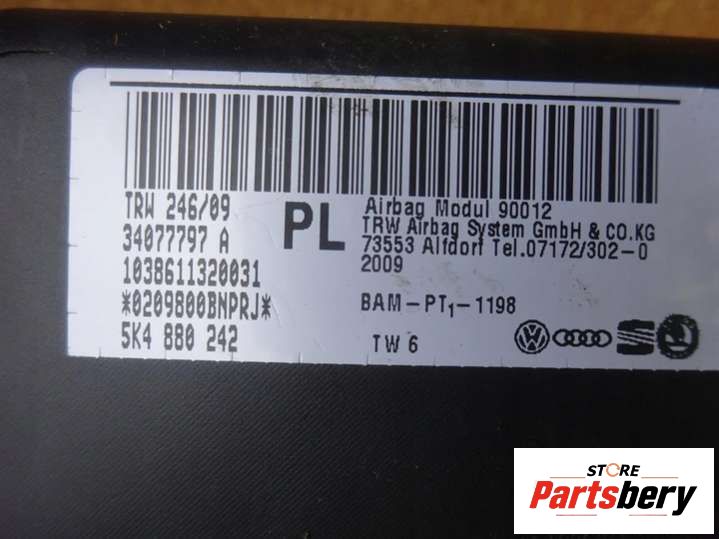 TRW 246/09
34077797 A
1038611320031
*0209800BNPRJ*
5K4 880 242
PL
Airbag Modul 90012
TRW Airbag System GmbH & CO.KG
73553 Alfdorf Tel.07172/302-0
2009
BAM-PT1-1198
TW 6
STORE
Partsbery